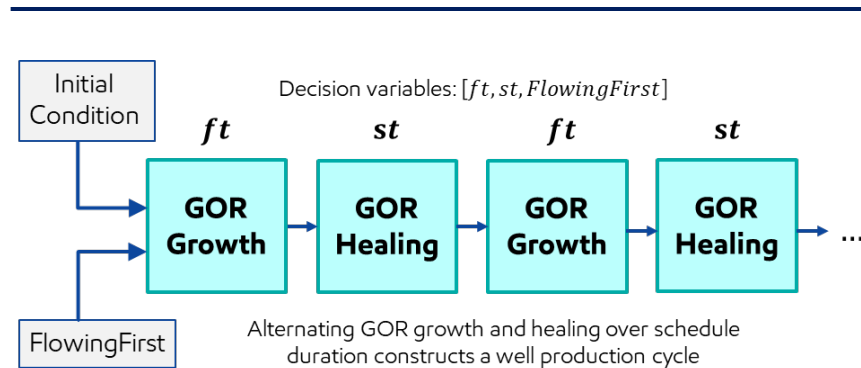 Initial
Condition
Decision variables: [ft, st, FlowingFirst]
ft
st
ft
st
GOR
Growth
GOR
Healing
GOR
Growth
GOR
Healing
...
FlowingFirst
Alternating GOR growth and healing over schedule
duration constructs a well production cycle